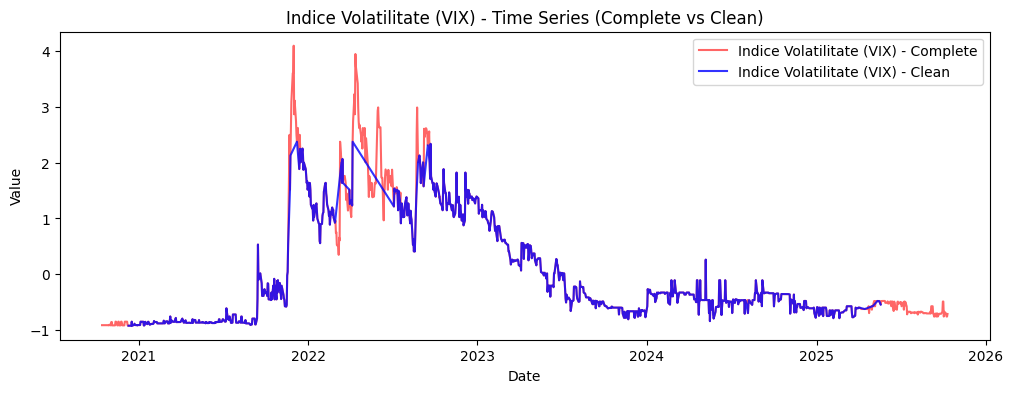 Indice Volatilitate (VIX) - Time Series (Complete vs Clean)
Indice Volatilitate (VIX) - Complete
Indice Volatilitate (VIX) - Clean
Value
4
3
2
1
0
−1
2021
2022
2023
2024
2025
2026
Date